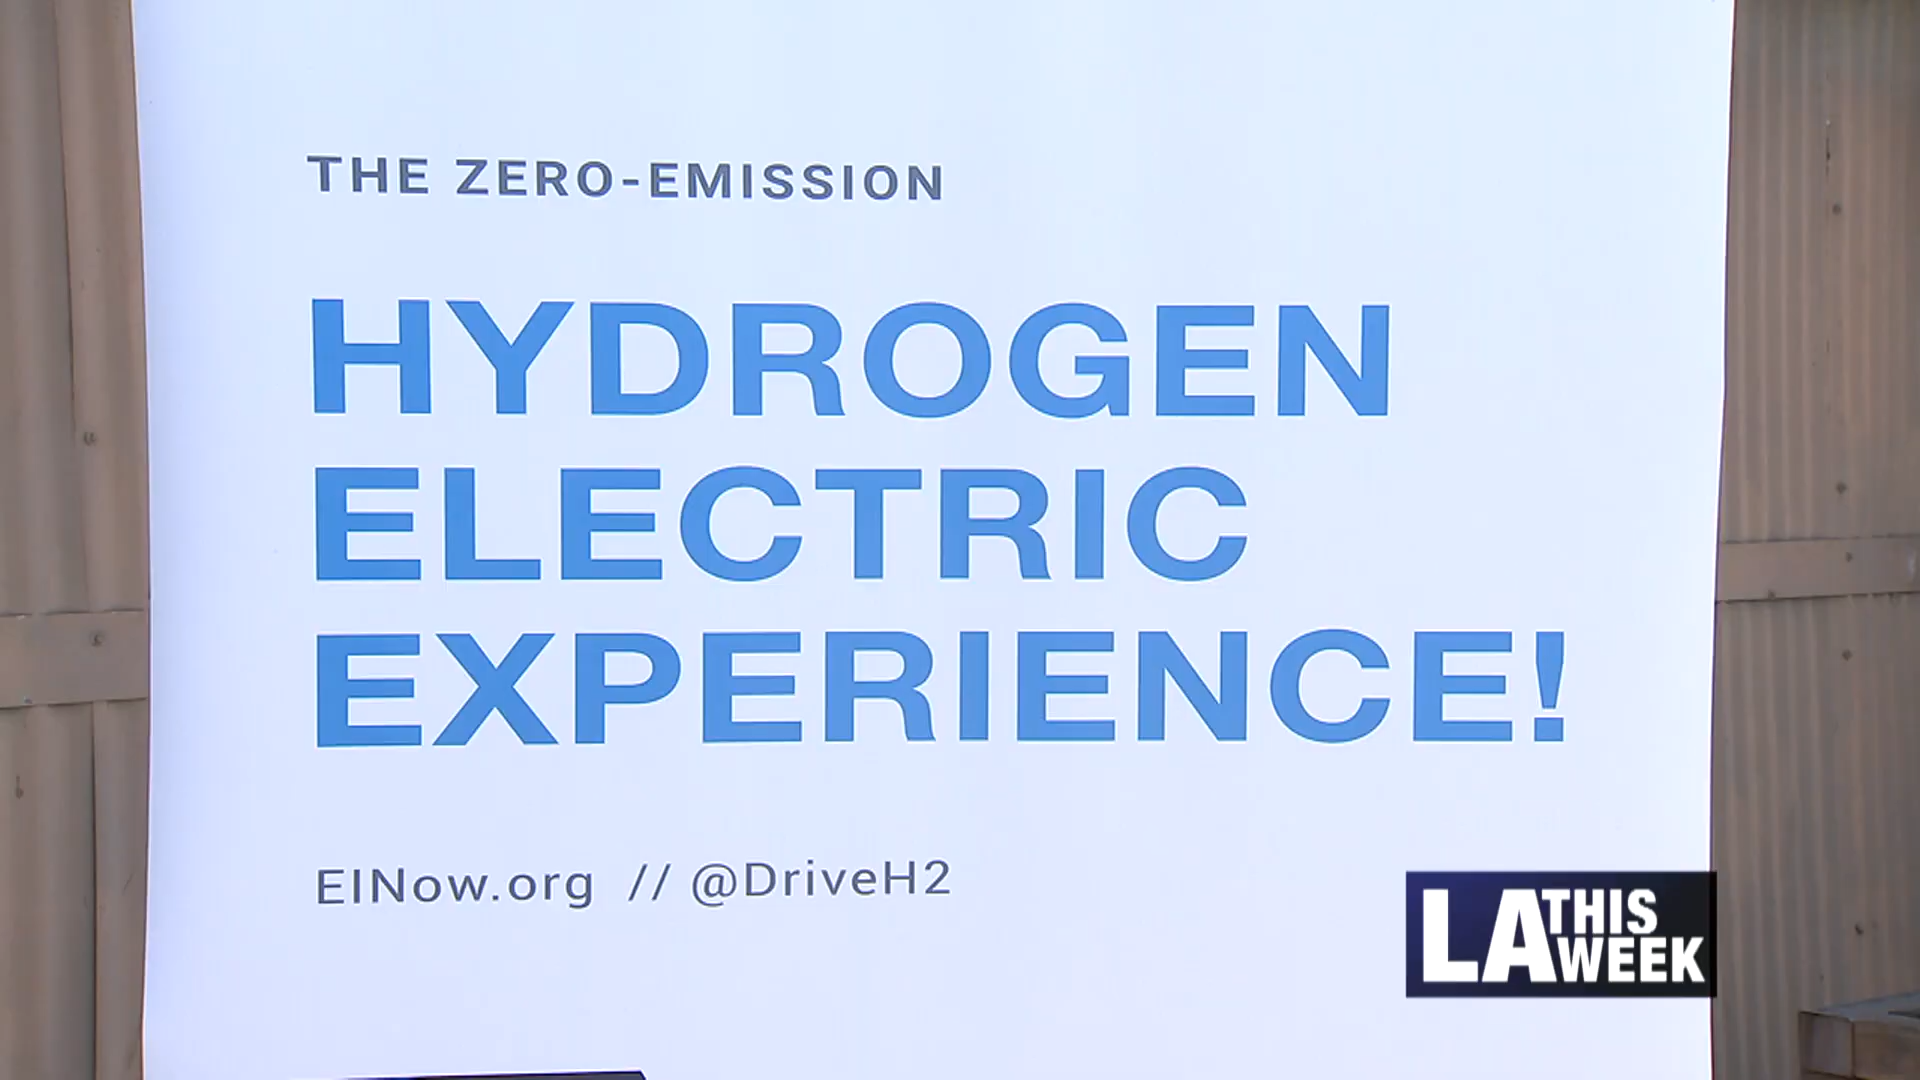 THE ZERO-EMISSION
HYDROGEN
ELECTRIC
EXPERIENCE!
EINow.org // @DriveH2
LA THIS WEEK